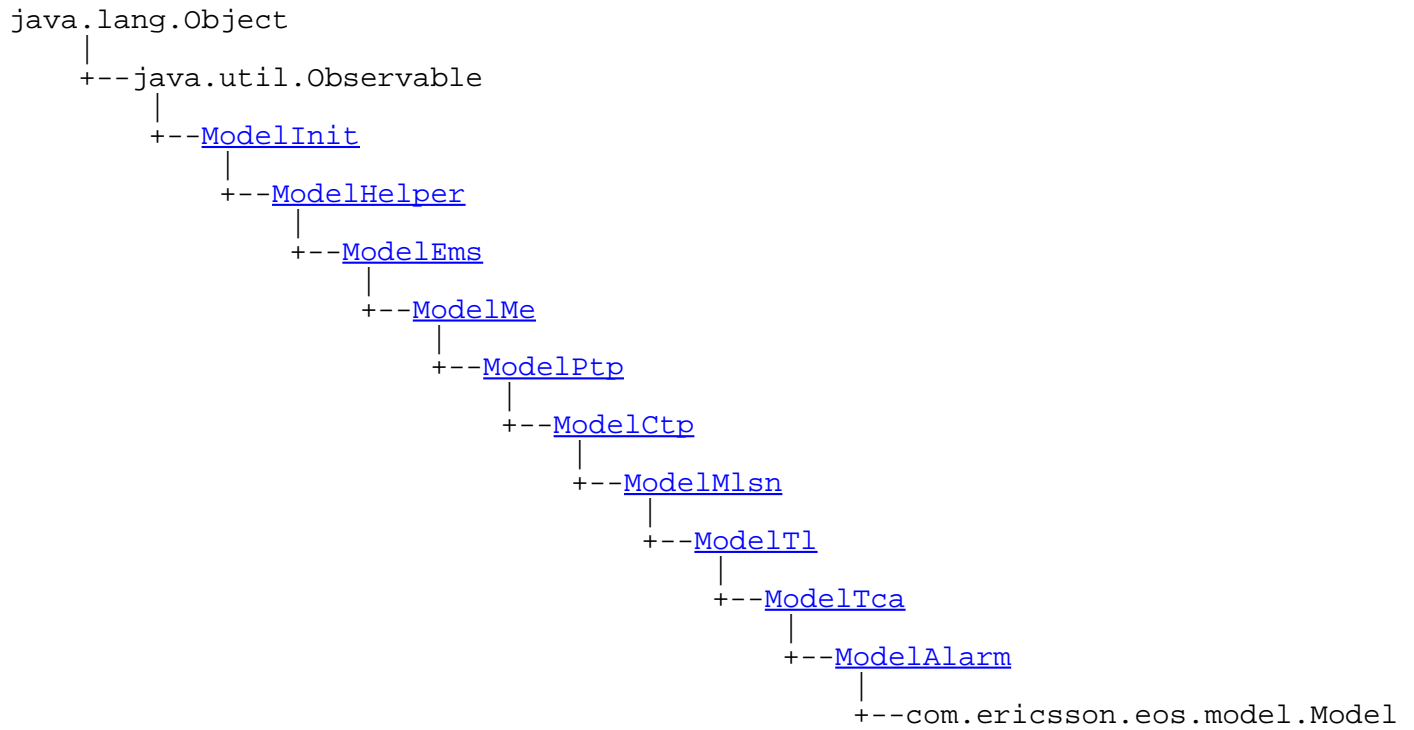 java.lang.Object
|
+--java.util.Observable
|
+--ModelInit
|
+--ModelHelper
|
+--ModelEms
|
+--ModelMe
|
+--ModelPtp
|
+--ModelCtp
|
+--ModelMlsn
|
+--ModelTl
|
+--ModelTca
|
+--ModelAlarm
|
+--com.ericsson.eos.model.Model